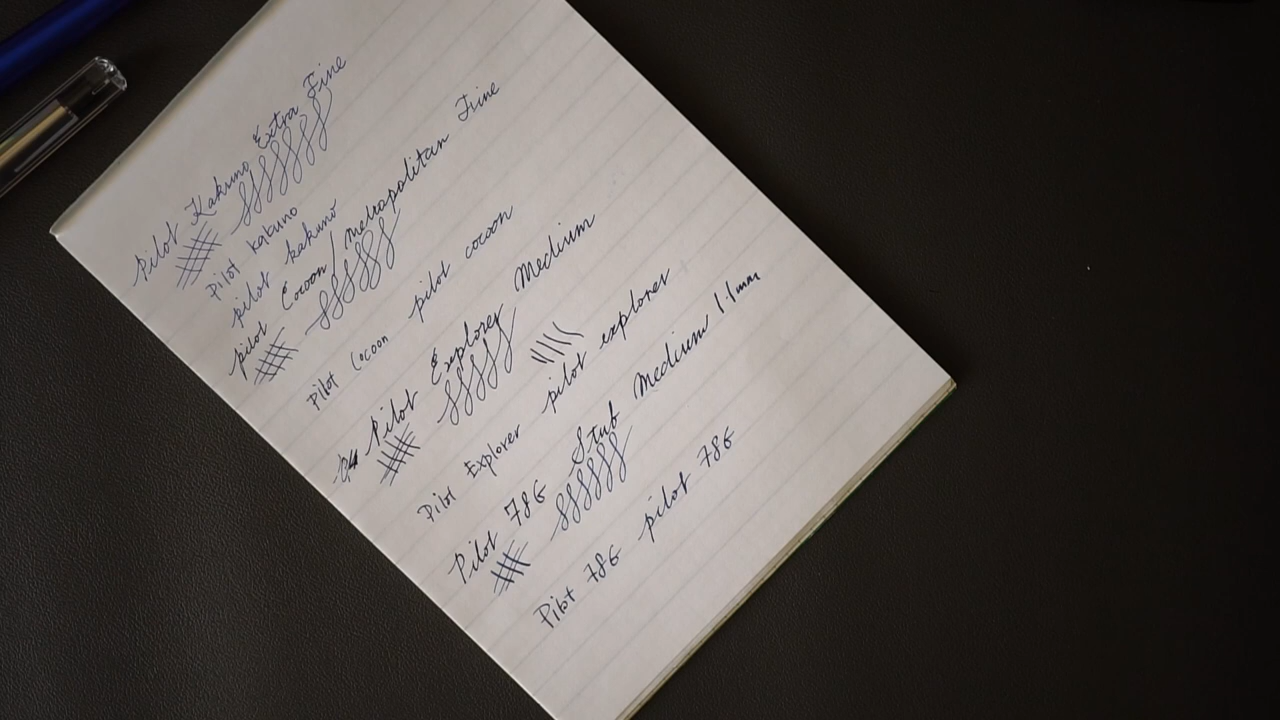 Pilot Kakuno Extra Fine
Pilot kakuno
pilot kakuno
pilot Cocoon/Metropolitan Fine
Pilot Cocoon pilot cocoon
Pilot Explorer Medium
Pilot Explorer pilot explorer
Pilot 78G Stub Medium 1.1mm
Pilot 78G pilot 78G